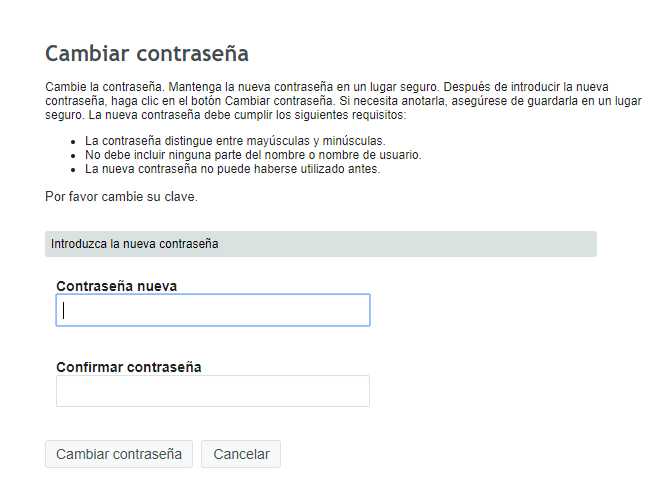 Cambiar contraseña
Cambie la contraseña. Mantenga la nueva contraseña en un lugar seguro. Después de introducir la nueva
contraseña, haga clic en el botón Cambiar contraseña. Si necesita anotarla, asegúrese de guardarla en un lugar
seguro. La nueva contraseña debe cumplir los siguientes requisitos:
• La contraseña distingue entre mayúsculas y minúsculas.
• No debe incluir ninguna parte del nombre o nombre de usuario.
• La nueva contraseña no puede haberse utilizado antes.
Por favor cambie su clave.
Introduzca la nueva contraseña
Contraseña nueva
Confirmar contraseña
Cambiar contraseña Cancelar